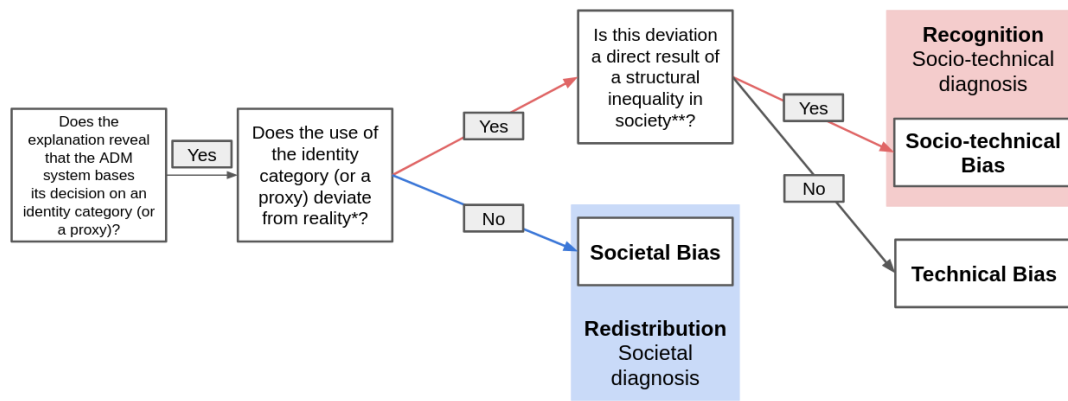 Does the
explanation reveal
that the ADM
system bases
its decision on an
identity category (or
a proxy)?
Yes
Does the use of
the identity
category (or a
proxy) deviate
from reality*?
Yes
No
Is this deviation
a direct result of
a structural
inequality in
society**?
Societal Bias
Redistribution
Societal
diagnosis
Yes
No
Recognition
Socio-technical
diagnosis
Socio-technical
Bias
Technical Bias